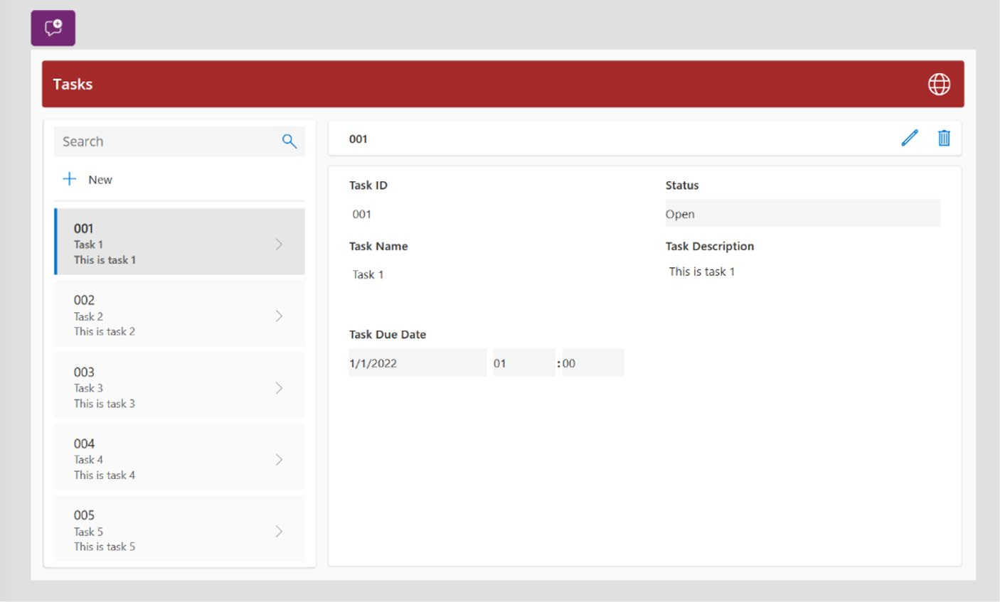 Tasks
Search
New
001
Task 1
This is task 1
002
Task 2
This is task 2
003
Task 3
This is task 3
004
Task 4
This is task 4
005
Task 5
This is task 5
001
Task ID
001
Status
Open
Task Name
Task 1
Task Description
This is task 1
Task Due Date
1/1/2022 01 :00